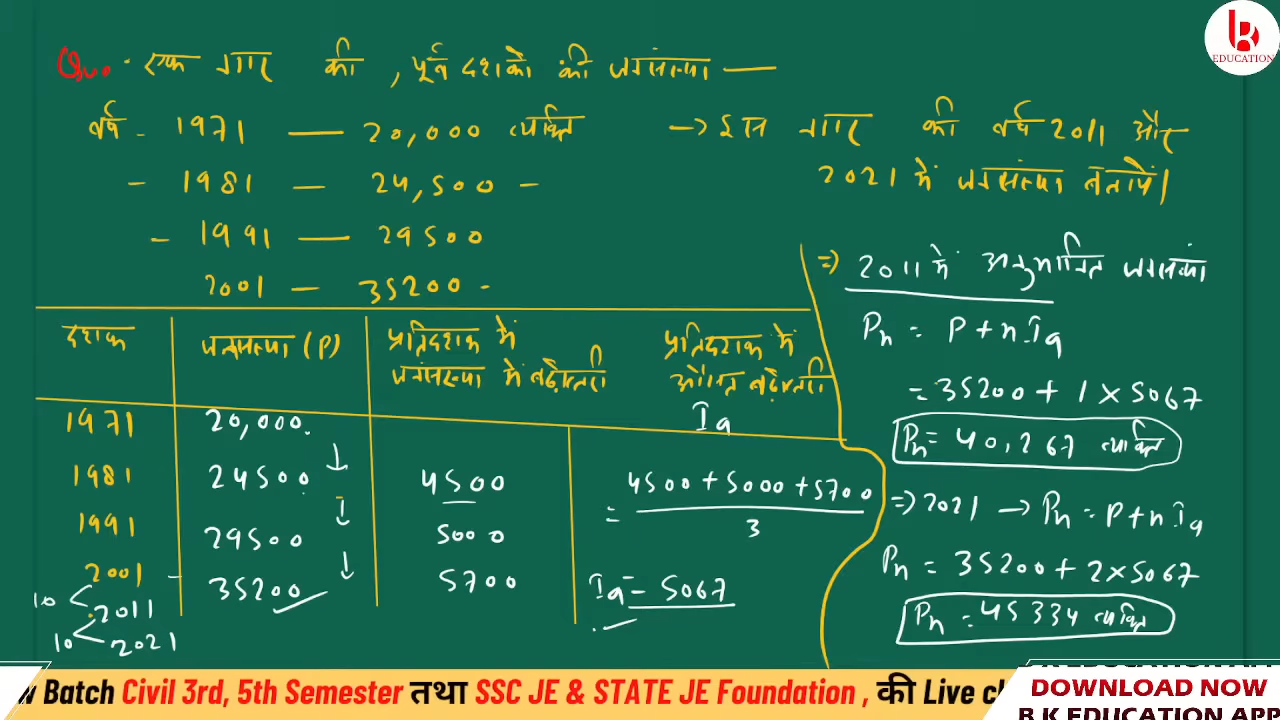 Que. एक नगर की, पूर्व दशको की जनसंख्या —
वर्ष - 1971 — 20,000 व्यक्ति
- 1981 — 24,500 -
- 1991 — 29500
2001 — 35200 -
→ इस नगर की वर्ष 2011 और
2021 में जनसंख्या बतायें।
दशक
जनसंख्या (P)
प्रतिदशक में
जनसंख्या में बढ़ोत्तरी
प्रतिदशक में
औसत बढ़ोत्तरी
Ia
1971 20,000.
1981 24500 4500
1991 29500 5000
2001 - 35200 5700
10 2011
10 2021
= 4500 + 5000 + 5700
3
Ia = 5067
⇒ 2011 में अनुमानित जनसंख्या
Pn = P + n Ia
= 35200 + 1 × 5067
Pn = 40,267 व्यक्ति
⇒ 2021 → Pn = P + n Ia
Pn = 35200 + 2 × 5067
Pn = 45334 व्यक्ति
b
EDUCATION
Batch Civil 3rd, 5th Semester तथा SSC JE & STATE JE Foundation , की Live
DOWNLOAD NOW
B.K EDUCATION APP